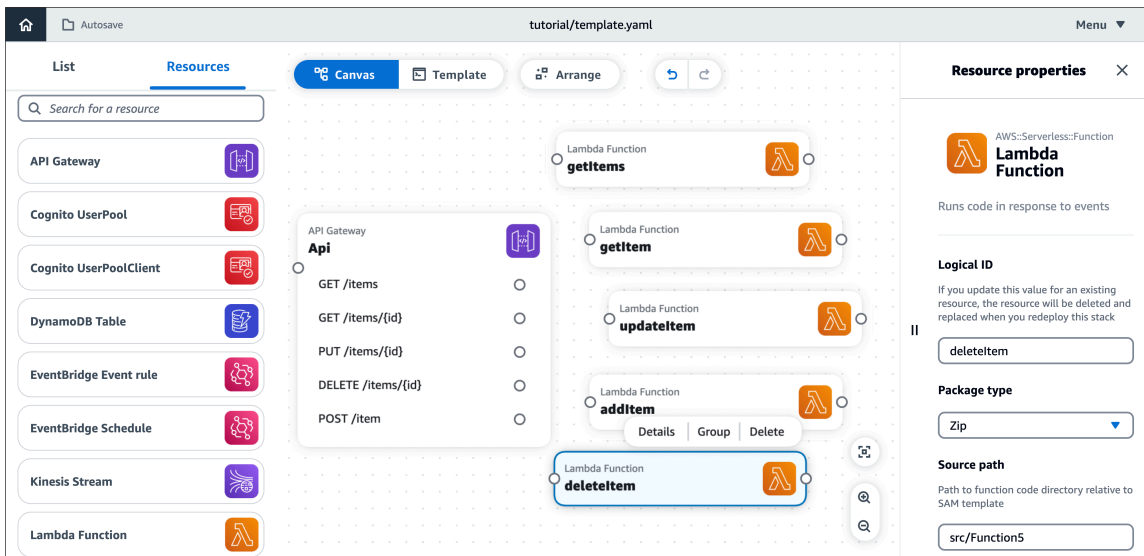 Autosave
tutorial/template.yaml
Menu
List
Resources
Search for a resource
API Gateway
Cognito UserPool
Cognito UserPoolClient
DynamoDB Table
EventBridge Event rule
EventBridge Schedule
Kinesis Stream
Lambda Function
Canvas
Template
Arrange
API Gateway
Api
GET /items
GET /items/{id}
PUT /items/{id}
DELETE /items/{id}
POST /item
Lambda Function
getItems
Lambda Function
getItem
Lambda Function
updateItem
Lambda Function
addItem
Details
Group
Delete
Lambda Function
deleteItem
Resource properties
AWS::Serverless::Function
Lambda
Function
Runs code in response to events
Logical ID
If you update this value for an existing
resource, the resource will be deleted and
replaced when you redeploy this stack
deleteItem
Package type
Zip
Source path
Path to function code directory relative to
SAM template
src/Function5